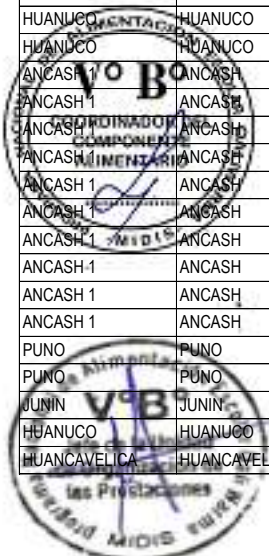 HUANUCO HUANUCO
HUANUCO HUANUCO
ANCASH 1 ANCASH
ANCASH 1 ANCASH
ANCASH 1 ANCASH
ANCASH 1 ANCASH
ANCASH 1 ANCASH
ANCASH 1 ANCASH
ANCASH 1 ANCASH
ANCASH 1 ANCASH
ANCASH 1 ANCASH
ANCASH 1 ANCASH
PUNO PUNO
PUNO PUNO
JUNIN JUNIN
HUANUCO HUANUCO
HUANCAVELICA HUANCAVEL
V° B°
COORDINADOR DEL
COMPONENTE
ALIMENTARIO
MIDIS
V° B°
las Prestaciones
MIDIS